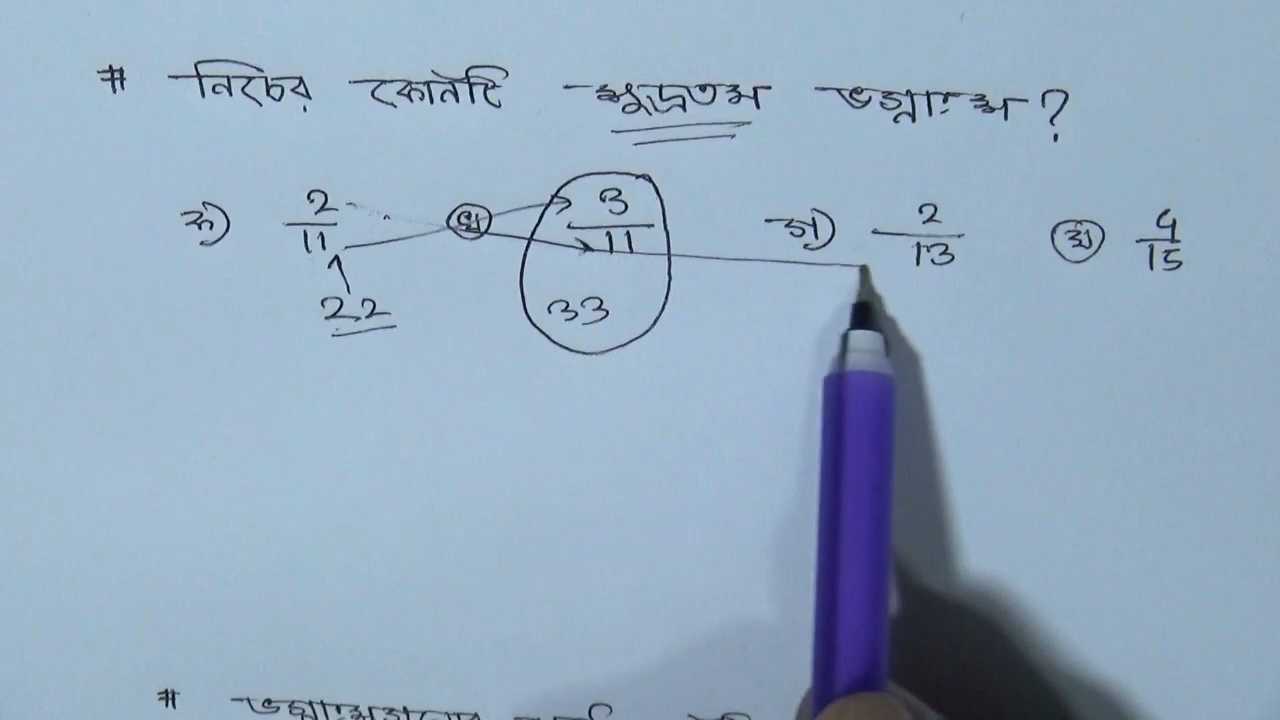 # নিচের কোনটি ক্ষুদ্রতম ভগ্নাংশ ?
ক) 2/11 খ 3/11 গ) 2/13 ঘ 4/15
22 33
#